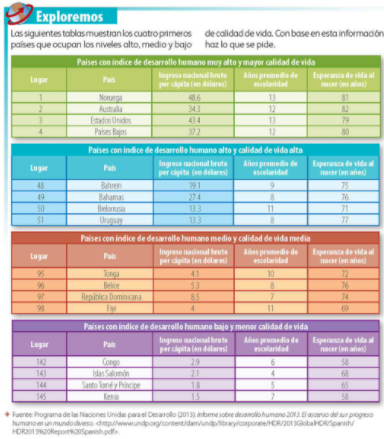 Exploremos
Las siguientes tablas muestran los cuatro primeros
países que ocupan los niveles alto, medio y bajo
de calidad de vida. Con base en esta información
haz lo que se pide.
Países con índice de desarrollo humano muy alto y mayor calidad de vida
Lugar País Ingreso nacional bruto per cápita (en dólares) Años promedio de escolaridad Esperanza de vida al nacer (en años)
1 Noruega 48.6 13 81
2 Australia 34.3 12 82
3 Estados Unidos 43.4 13 79
4 Países Bajos 37.2 12 80
Países con índice de desarrollo humano alto y calidad de vida alta
Lugar País Ingreso nacional bruto per cápita (en dólares) Años promedio de escolaridad Esperanza de vida al nacer (en años)
48 Bahrein 19.1 9 75
49 Bahamas 27.4 8 76
50 Belorrusia 13.3 11 71
51 Uruguay 13.3 8 77
Países con índice de desarrollo humano medio y calidad de vida media
Lugar País Ingreso nacional bruto per cápita (en dólares) Años promedio de escolaridad Esperanza de vida al nacer (en años)
95 Tonga 4.1 10 72
96 Belice 5.3 8 76
97 República Dominicana 8.5 7 74
98 Fiyi 4 11 69
Países con índice de desarrollo humano bajo y menor calidad de vida
Lugar País Ingreso nacional bruto per cápita (en dólares) Años promedio de escolaridad Esperanza de vida al nacer (en años)
142 Congo 2.9 6 58
143 Islas Salomón 2.1 4 68
144 Santo Tomé y Príncipe 1.8 5 65
145 Kenia 1.5 7 58
Fuente: Programa de las Naciones Unidas para el Desarrollo (2013). Informe sobre desarrollo humano 2013. El ascenso del sur: progreso
humano en un mundo diverso. <http://www.undp.org/content/dam/undp/library/corporate/HDR/2013GlobalHDR/Spanish/
HDR2013%20Report%20Spanish.pdf>.